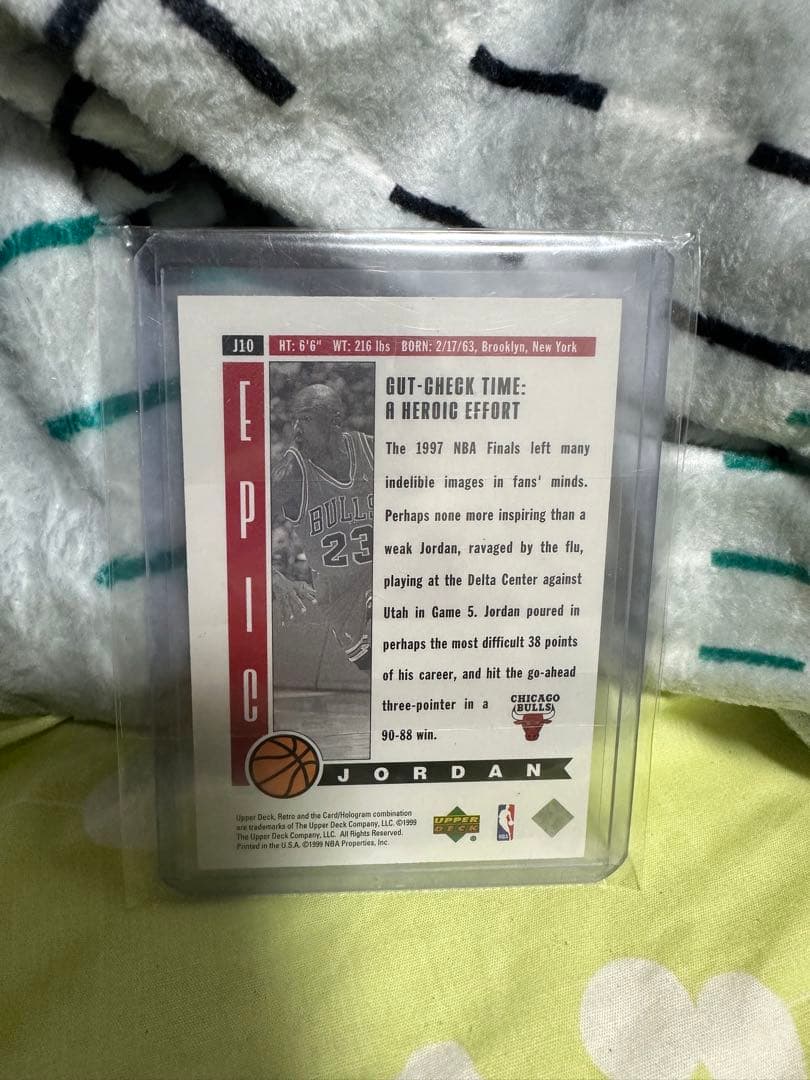 J10 HT: 6'6" WT: 216 lbs BORN: 2/17/63, Brooklyn, New York
EPIC
BULLS
23
GUT-CHECK TIME:
A HEROIC EFFORT
The 1997 NBA Finals left many
indelible images in fans' minds.
Perhaps none more inspiring than a
weak Jordan, ravaged by the flu,
playing at the Delta Center against
Utah in Game 5. Jordan poured in
perhaps the most difficult 38 points
of his career, and hit the go-ahead
three-pointer in a
90-88 win.
CHICAGO
BULLS
JORDAN
Upper Deck, Retro and the Card/Hologram combination
are trademarks of The Upper Deck Company, LLC. ©1999
The Upper Deck Company, LLC. All Rights Reserved.
Printed in the U.S.A. ©1999 NBA Properties, Inc.
UPPER
DECK
NBA